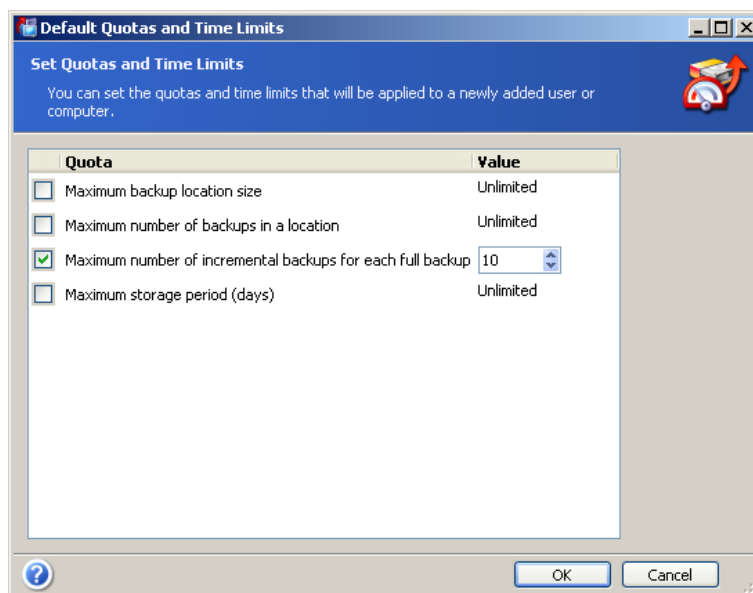 Default Quotas and Time Limits
Set Quotas and Time Limits
You can set the quotas and time limits that will be applied to a newly added user or
computer.
Quota Value
Maximum backup location size Unlimited
Maximum number of backups in a location Unlimited
Maximum number of incremental backups for each full backup 10
Maximum storage period (days) Unlimited
OK Cancel